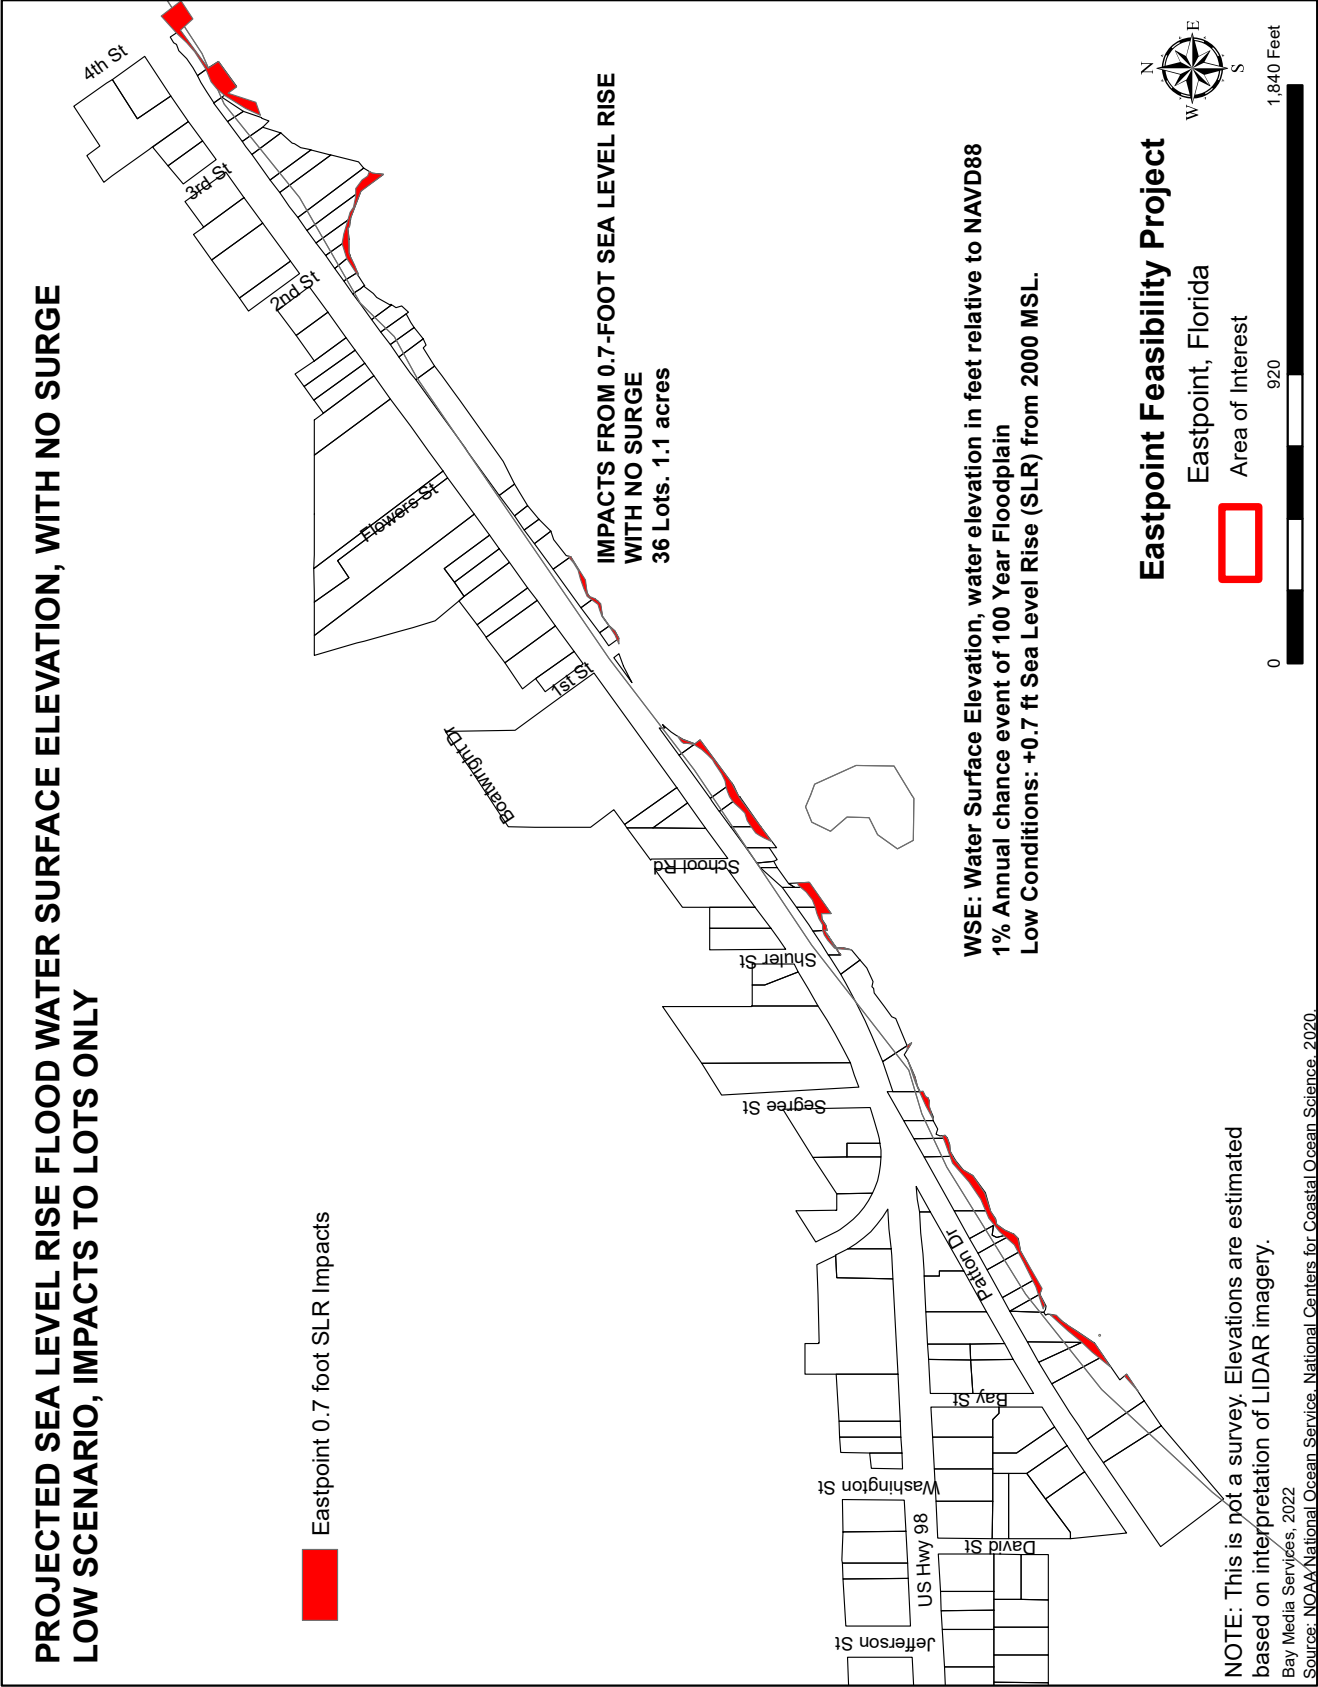 PROJECTED SEA LEVEL RISE FLOOD WATER SURFACE ELEVATION, WITH NO SURGE
LOW SCENARIO, IMPACTS TO LOTS ONLY
Eastpoint 0.7 foot SLR Impacts
4th St
3rd St
2nd St
Flowers St
1st St
Boatwright Dr
School Rd
Shuler St
Segree St
Patton Dr
Bay St
Washington St
US Hwy 98
David St
Jefferson St
IMPACTS FROM 0.7-FOOT SEA LEVEL RISE
WITH NO SURGE
36 Lots. 1.1 acres
WSE: Water Surface Elevation, water elevation in feet relative to NAVD88
1% Annual chance event of 100 Year Floodplain
Low Conditions: +0.7 ft Sea Level Rise (SLR) from 2000 MSL.
Eastpoint Feasibility Project
Eastpoint, Florida
Area of Interest
N
E
S
W
0
920
1,840 Feet
NOTE: This is not a survey. Elevations are estimated
based on interpretation of LIDAR imagery.
Bay Media Services, 2022
Source: NOAA National Ocean Service, National Centers for Coastal Ocean Science, 2020.